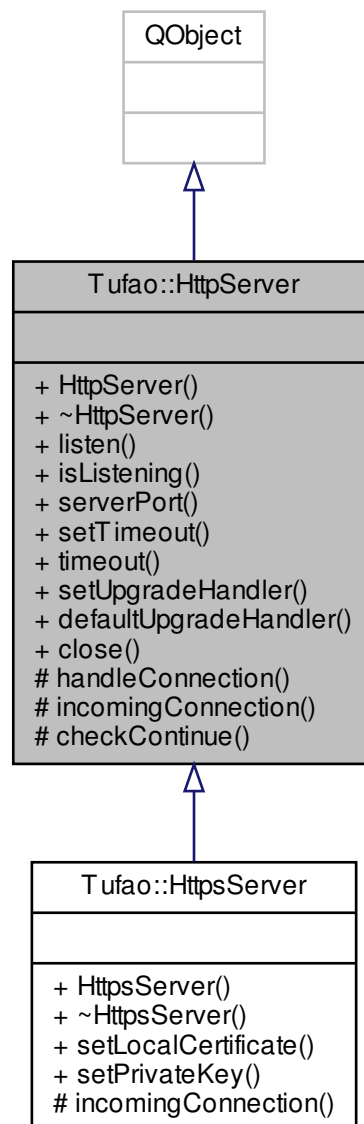 QObject
Tufao::HttpServer
+ HttpServer()
+ ~HttpServer()
+ listen()
+ isListening()
+ serverPort()
+ setTimeout()
+ timeout()
+ setUpgradeHandler()
+ defaultUpgradeHandler()
+ close()
# handleConnection()
# incomingConnection()
# checkContinue()
Tufao::HttpsServer
+ HttpsServer()
+ ~HttpsServer()
+ setLocalCertificate()
+ setPrivateKey()
# incomingConnection()